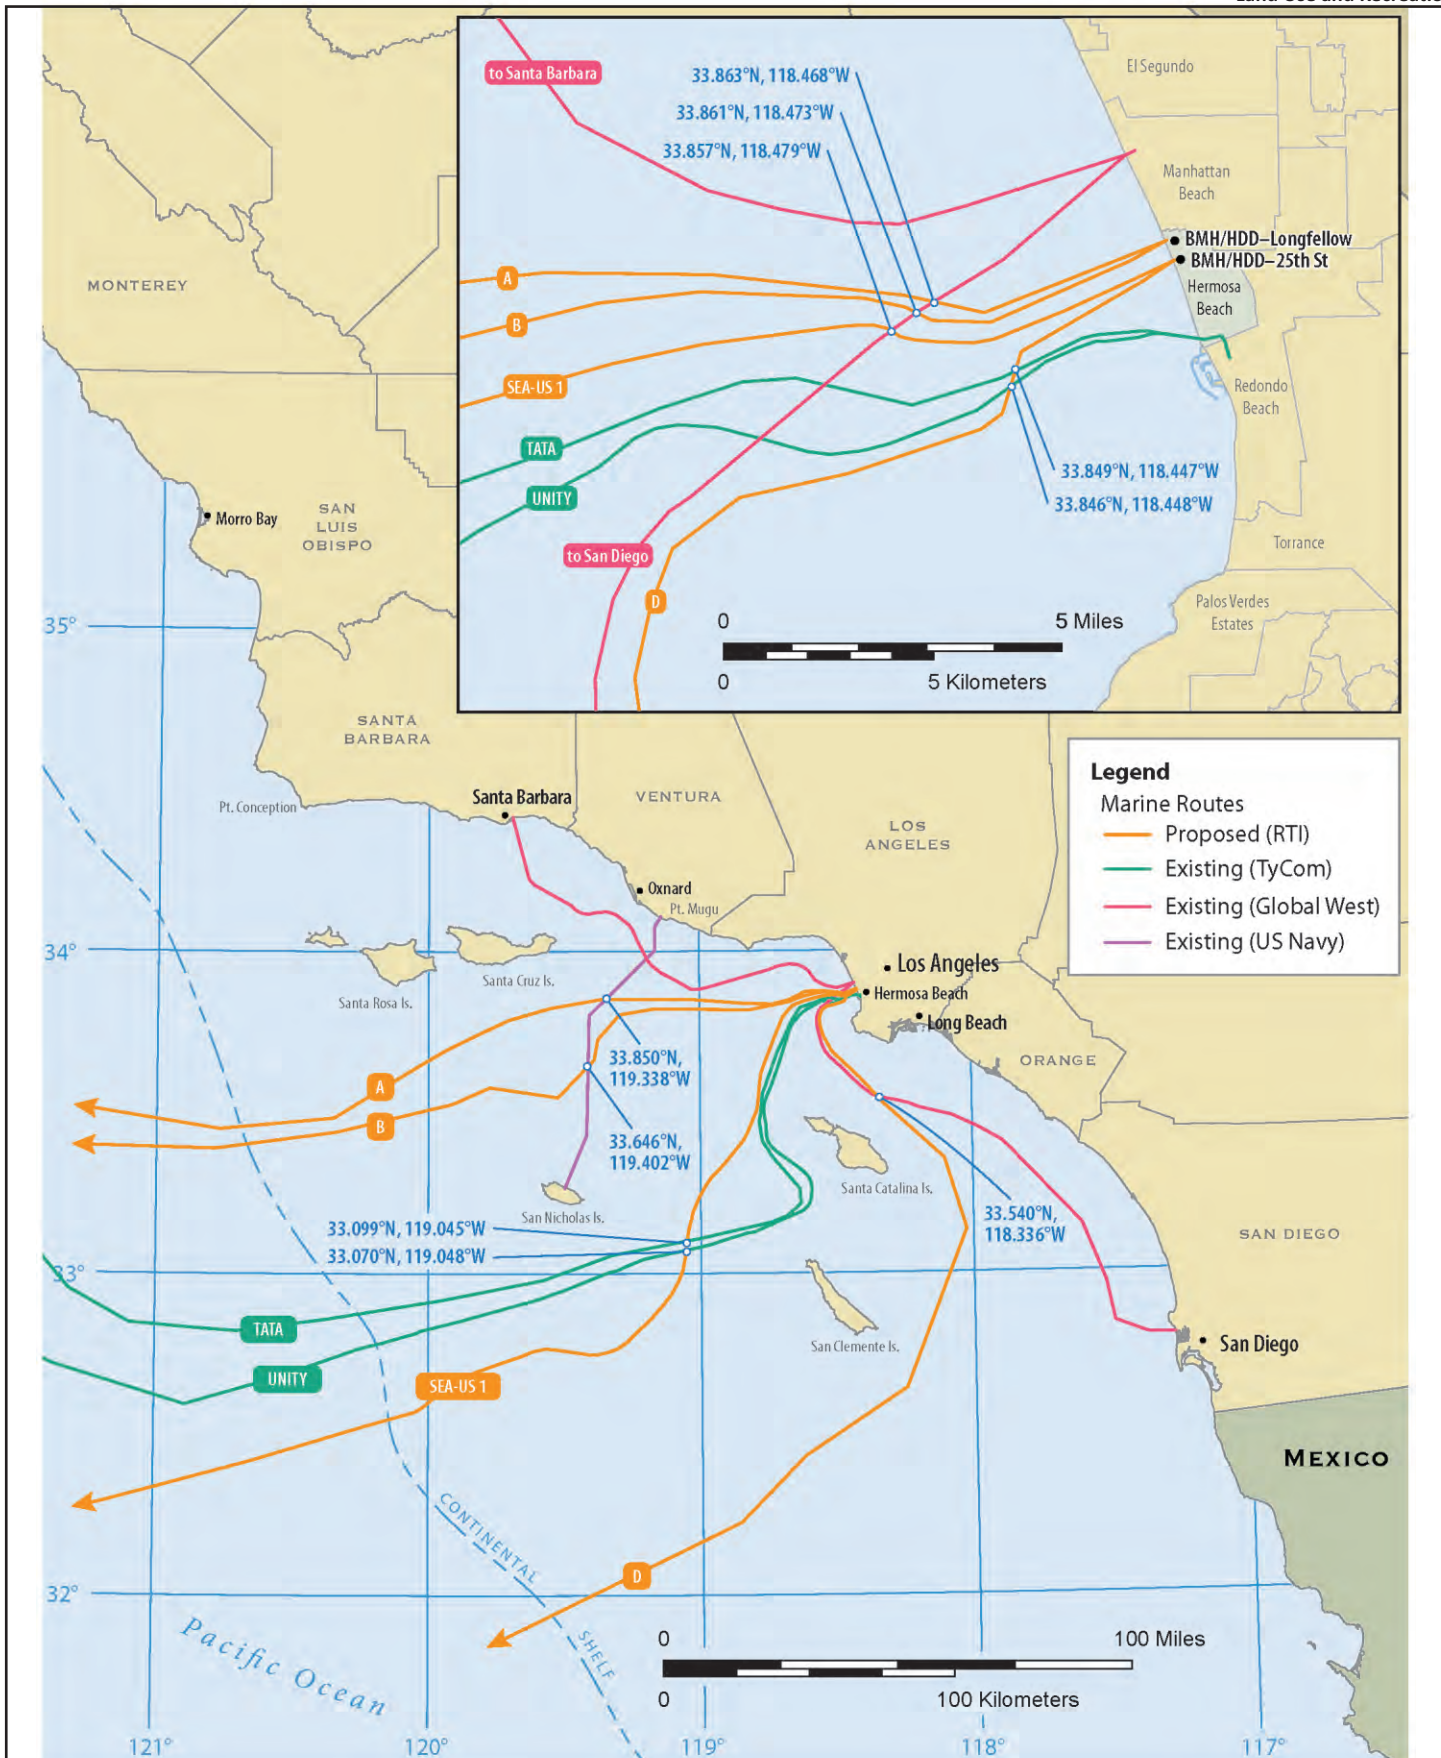 to Santa Barbara
33.863°N, 118.468°W
33.861°N, 118.473°W
33.857°N, 118.479°W
El Segundo
Manhattan
Beach
BMH/HDD–Longfellow
BMH/HDD–25th St
Hermosa
Beach
A
B
SEA-US 1
Redondo
Beach
TATA
UNITY
33.849°N, 118.447°W
33.846°N, 118.448°W
to San Diego
Torrance
D
Palos Verdes
Estates
0
5 Miles
0
5 Kilometers
MONTEREY
Morro Bay
SAN
LUIS
OBISPO
35°
SANTA
BARBARA
Pt. Conception
Santa Barbara
VENTURA
LOS
ANGELES
Legend
Marine Routes
Proposed (RTI)
Existing (TyCom)
Existing (Global West)
Existing (US Navy)
Oxnard
Pt. Mugu
34°
Los Angeles
Hermosa Beach
Long Beach
Santa Rosa Is.
Santa Cruz Is.
ORANGE
33.850°N,
119.338°W
A
B
33.646°N,
119.402°W
Santa Catalina Is.
San Nicholas Is.
33.540°N,
118.336°W
33.099°N, 119.045°W
33.070°N, 119.048°W
SAN DIEGO
33°
TATA
San Clemente Is.
San Diego
UNITY
SEA-US 1
MEXICO
CONTINENTAL
SHELF
D
32°
Pacific Ocean
0
100 Miles
0
100 Kilometers
121°
120°
119°
118°
117°